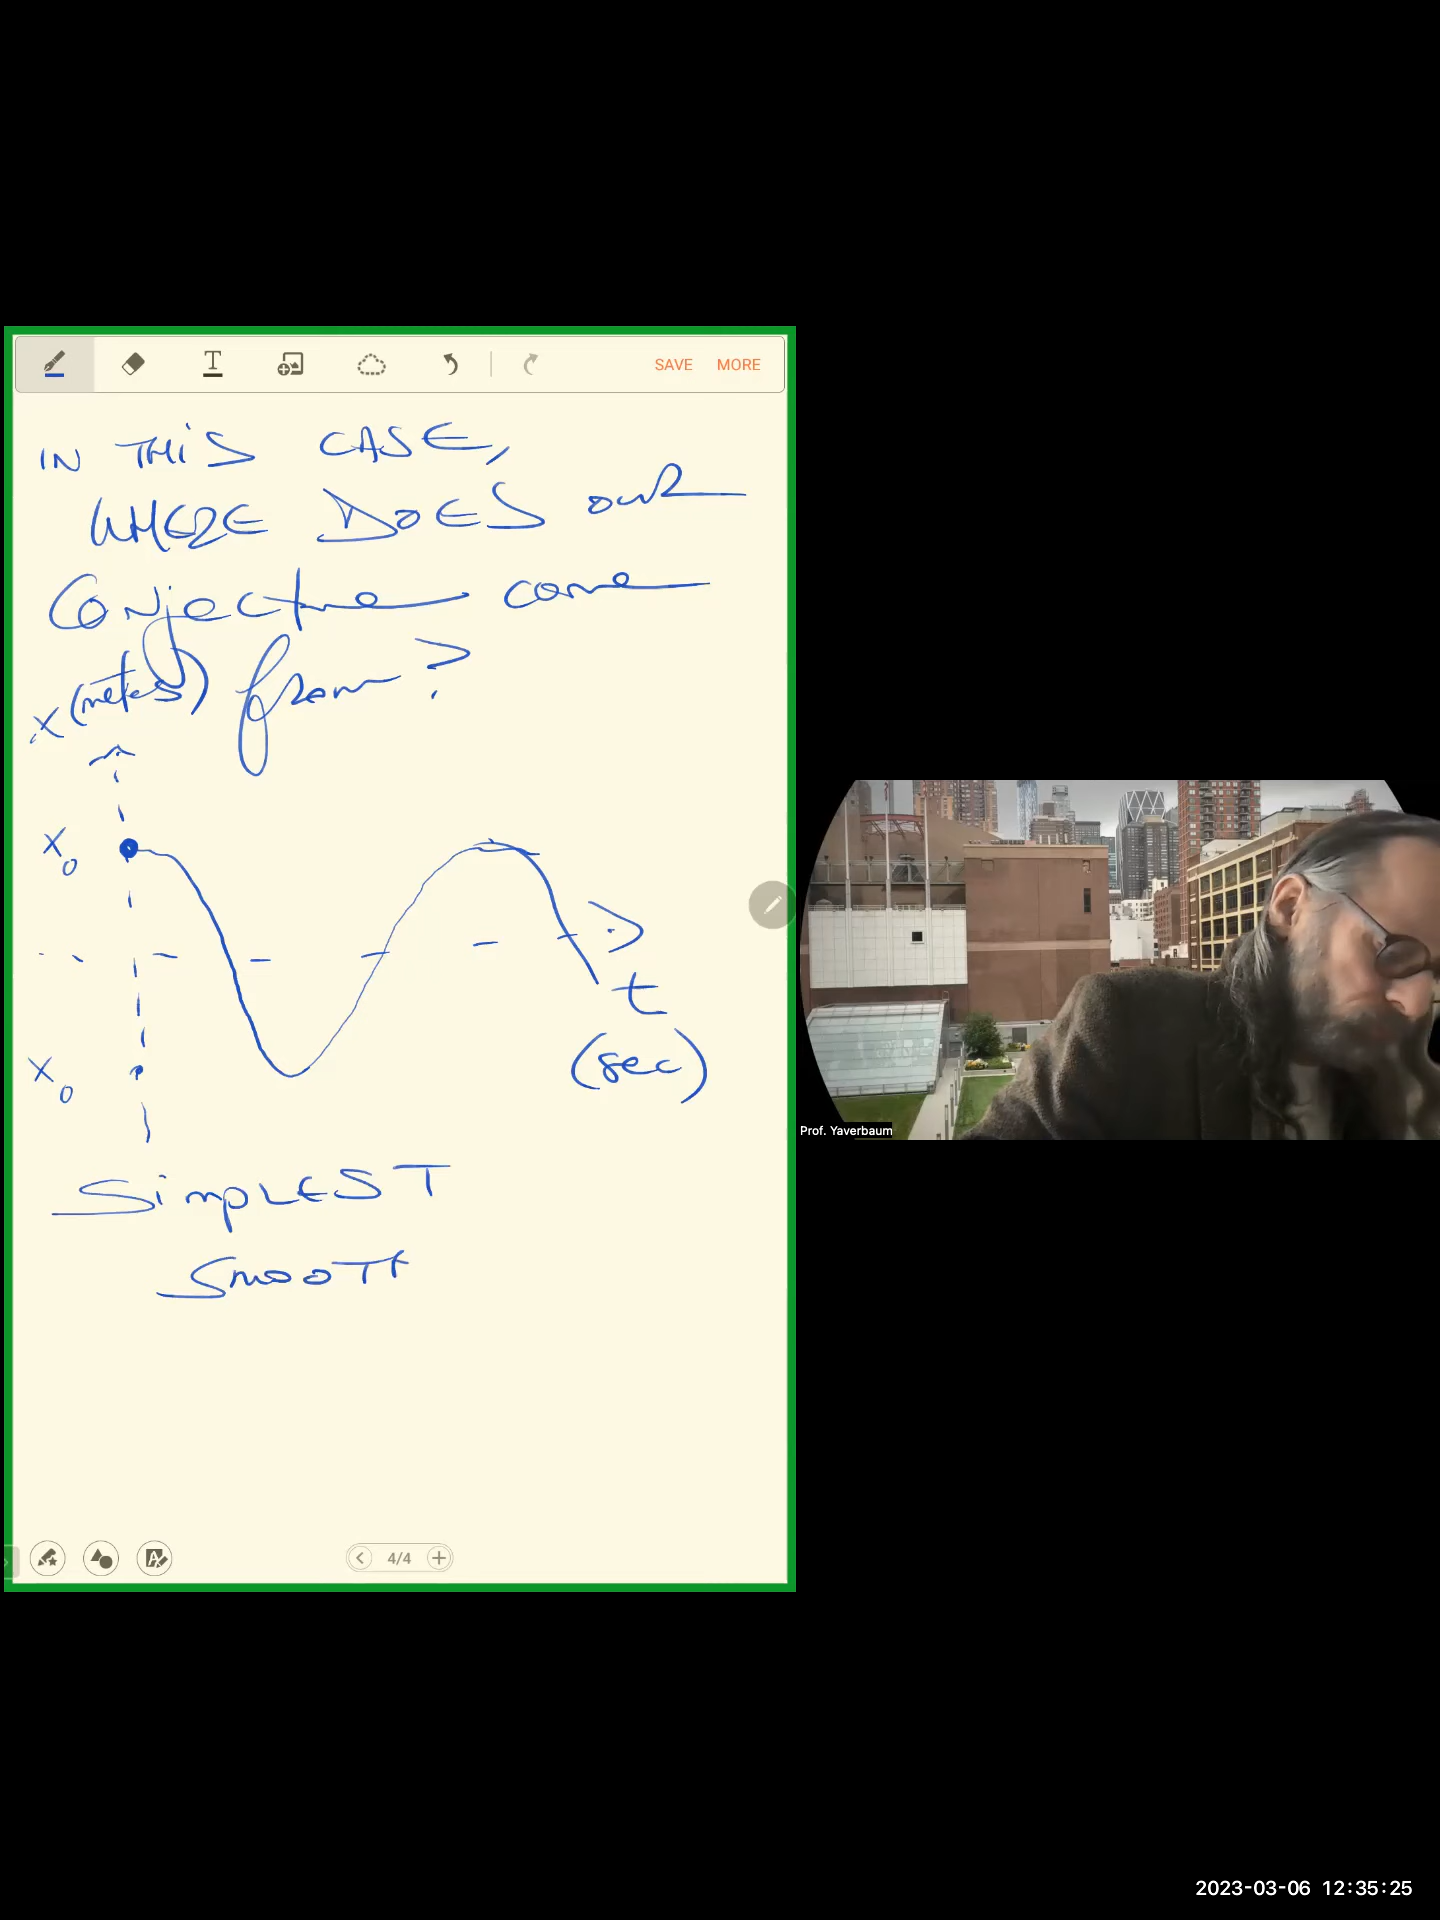 SAVE MORE
IN THIS CASE,
WHERE DOES our
Conjecture come
from?
x (meters)
x0
t
(sec)
x0
SimpLEST
SmooTH
4/4
Prof. Yaverbaum
2023-03-06 12:35:25